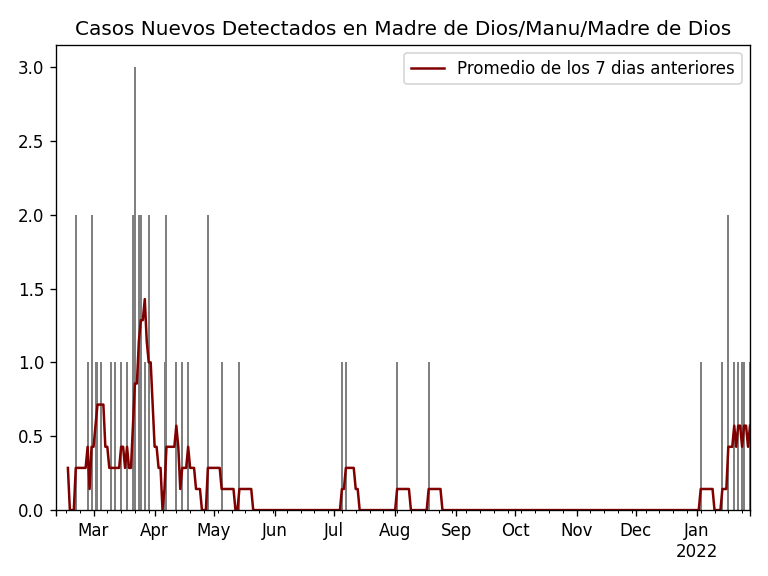 Casos Nuevos Detectados en Madre de Dios/Manu/Madre de Dios
Promedio de los 7 dias anteriores
3.0
2.5
2.0
1.5
1.0
0.5
0.0
Mar Apr May Jun Jul Aug Sep Oct Nov Dec Jan
2022